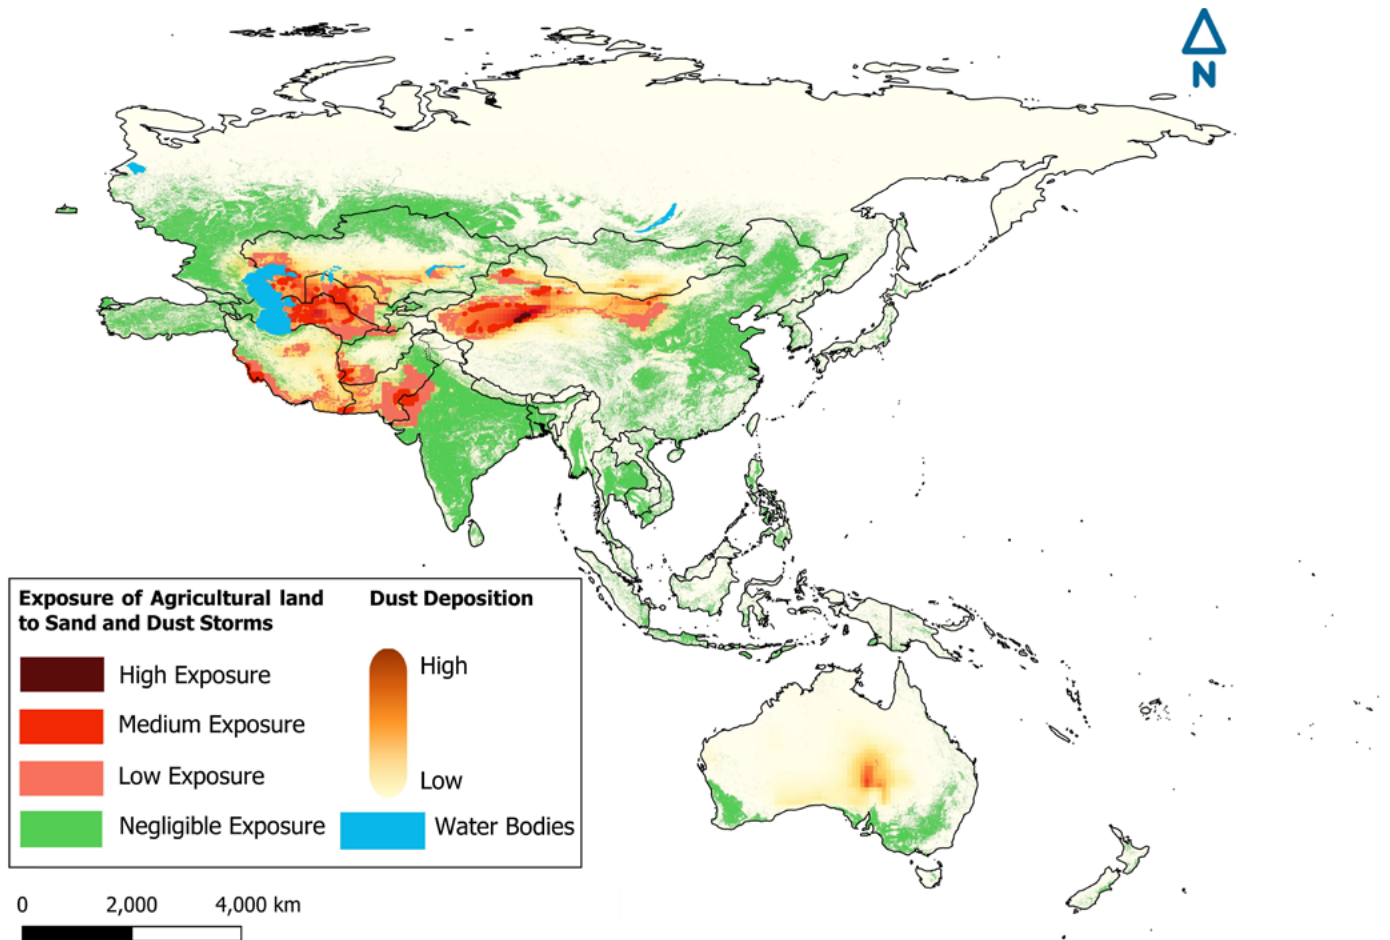 N
Exposure of Agricultural land
to Sand and Dust Storms
High Exposure
Medium Exposure
Low Exposure
Negligible Exposure
Dust Deposition
High
Low
Water Bodies
0 2,000 4,000 km